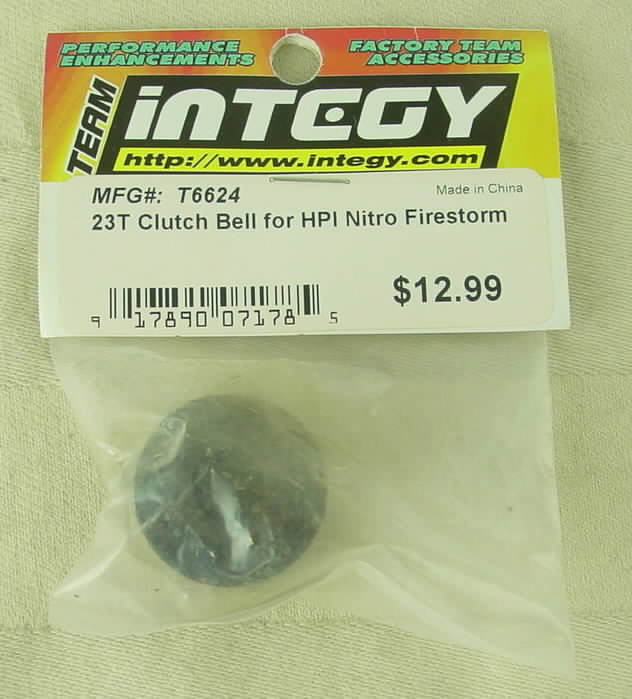 PERFORMANCE ENHANCEMENTS
FACTORY TEAM ACCESSORIES
TEAM
INTEGY
http://www.integy.com
MFG#: T6624
Made in China
23T Clutch Bell for HPI Nitro Firestorm
$12.99
9 17890 07178 5